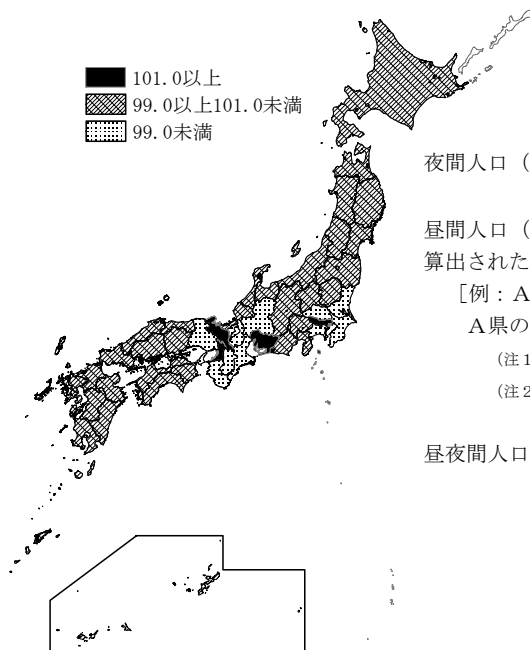 101.0以上
99.0以上101.0未満
99.0未満
夜間人口（
昼間人口（
算出された
［例：Ａ
Ａ県の
（注１
（注２
昼夜間人口